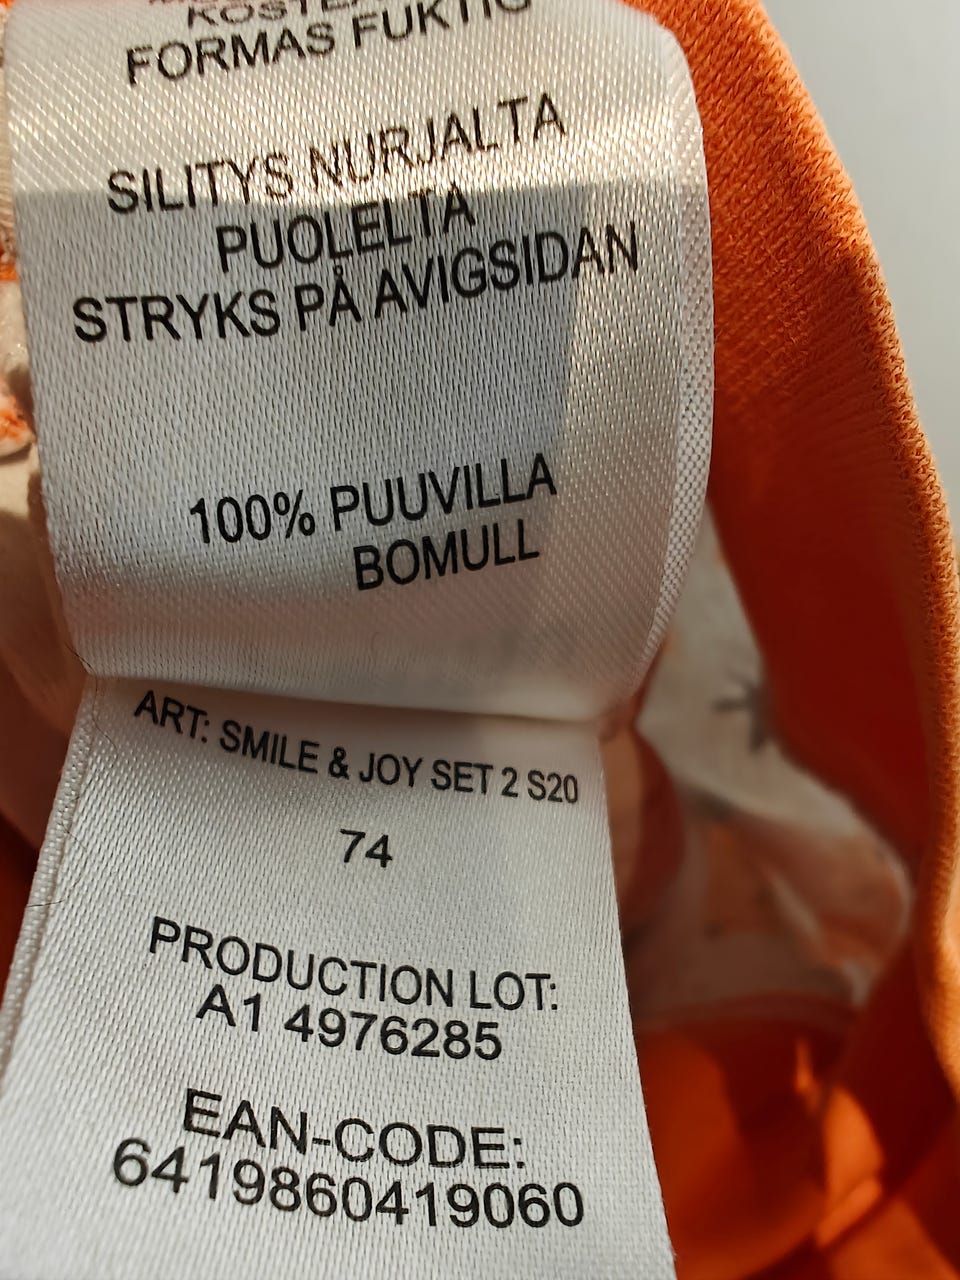 FORMAS FUKTIG
SILITYS NURJALTA
PUOLELTA
STRYKS PÅ AVIGSIDAN
100% PUUVILLA
BOMULL
ART: SMILE & JOY SET 2 S20
74
PRODUCTION LOT:
A1 4976285
EAN-CODE:
6419860419060